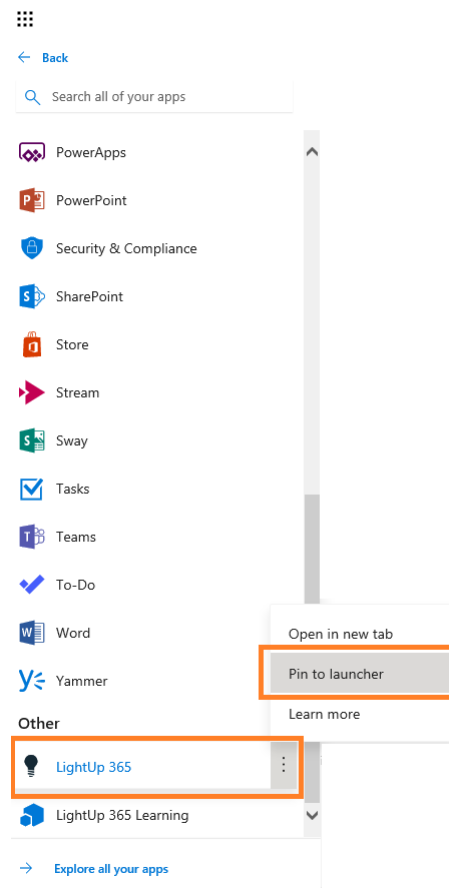 Back
Search all of your apps
PowerApps
PowerPoint
Security & Compliance
SharePoint
Store
Stream
Sway
Tasks
Teams
To-Do
Word
Yammer
Other
LightUp 365
LightUp 365 Learning
Explore all your apps
Open in new tab
Pin to launcher
Learn more